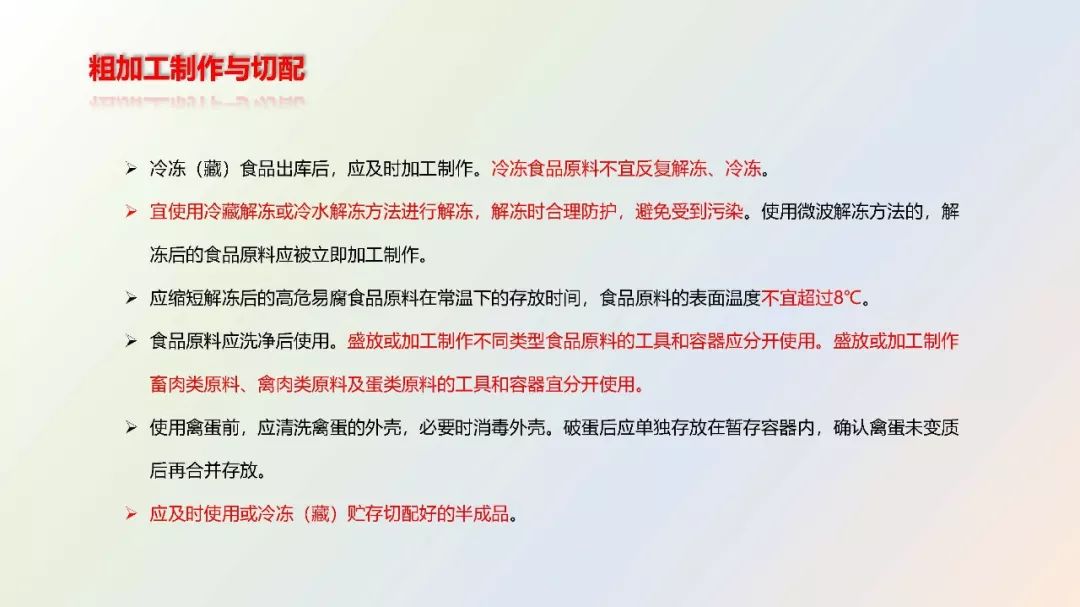 粗加工制作与切配
➢ 冷冻（藏）食品出库后，应及时加工制作。冷冻食品原料不宜反复解冻、冷冻。
➢ 宜使用冷藏解冻或冷水解冻方法进行解冻，解冻时合理防护，避免受到污染。使用微波解冻方法的，解
冻后的食品原料应被立即加工制作。
➢ 应缩短解冻后的高危易腐食品原料在常温下的存放时间，食品原料的表面温度不宜超过8℃。
➢ 食品原料应洗净后使用。盛放或加工制作不同类型食品原料的工具和容器应分开使用。盛放或加工制作
畜肉类原料、禽肉类原料及蛋类原料的工具和容器宜分开使用。
➢ 使用禽蛋前，应清洗禽蛋的外壳，必要时消毒外壳。破蛋后应单独存放在暂存容器内，确认禽蛋未变质
后再合并存放。
➢ 应及时使用或冷冻（藏）贮存切配好的半成品。